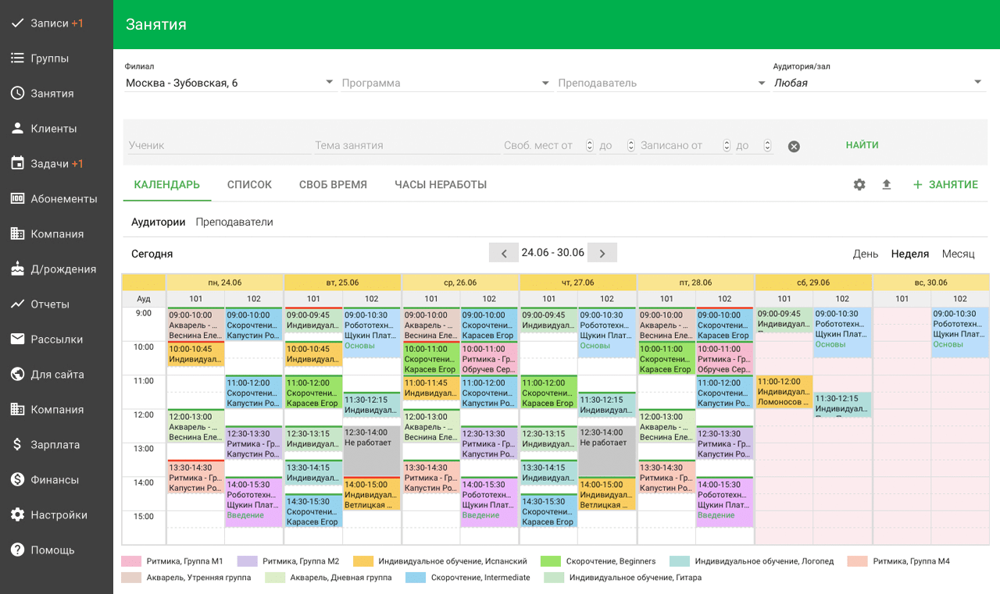 Записи +1
Группы
Занятия
Клиенты
Задачи +1
Абонементы
Компания
Д/рождения
Отчеты
Рассылки
Для сайта
Компания
Зарплата
Финансы
Настройки
Помощь
Занятия
Филиал
Москва - Зубовская, 6
Программа
Преподаватель
Аудитория/зал
Любая
Ученик
Тема занятия
Своб. мест от
до
Записано от
до
НАЙТИ
КАЛЕНДАРЬ
СПИСОК
СВОБ ВРЕМЯ
ЧАСЫ НЕРАБОТЫ
+ ЗАНЯТИЕ
Аудитории
Преподаватели
Сегодня
24.06 - 30.06
День
Неделя
Месяц
Ауд
9:00
10:00
11:00
12:00
13:00
14:00
15:00
пн, 24.06
101
09:00-10:00
Акварель - ...
Веснина Еле...
10:00-10:45
Индивидуал...
12:00-13:00
Акварель - ...
Веснина Еле...
13:30-14:30
Ритмика - Гр...
Капустин Ро...
102
09:00-10:00
Скорочтени...
Капустин Ро...
11:00-12:00
Скорочтени...
Капустин Ро...
12:30-13:30
Ритмика - Гр...
Капустин Ро...
14:00-15:30
Робототехн...
Щукин Плат...
Введение
вт, 25.06
101
09:00-09:45
Индивидуал...
10:00-10:45
Индивидуал...
11:00-12:00
Скорочтени...
Карасев Егор
12:30-13:15
Индивидуал...
13:30-14:15
Индивидуал...
14:30-15:30
Скорочтени...
Карасев Егор
102
09:00-10:30
Робототехн...
Щукин Плат...
Основы
11:30-12:15
Индивидуал...
12:30-14:00
Не работает
14:00-15:00
Индивидуал...
Ветлицкая ...
ср, 26.06
101
09:00-10:00
Акварель - ...
Веснина Еле...
10:00-11:00
Скорочтени...
Карасев Егор
11:00-11:45
Индивидуал...
12:00-13:00
Акварель - ...
Веснина Еле...
13:30-14:30
Ритмика - Гр...
Капустин Ро...
102
09:00-10:00
Скорочтени...
Карасев Егор
10:00-11:00
Ритмика - Гр...
Обручев Сер...
11:00-12:00
Скорочтени...
Капустин Ро...
12:30-13:30
Ритмика - Гр...
Капустин Ро...
14:00-15:30
Робототехн...
Щукин Плат...
Введение
чт, 27.06
101
09:00-09:45
Индивидуал...
11:00-12:00
Скорочтени...
Карасев Егор
12:30-13:15
Индивидуал...
13:30-14:15
Индивидуал...
14:30-15:30
Скорочтени...
Карасев Егор
102
09:00-10:30
Робототехн...
Щукин Плат...
Основы
11:30-12:15
Индивидуал...
12:30-14:00
Не работает
14:00-15:00
Индивидуал...
Ветлицкая ...
пт, 28.06
101
09:00-10:00
Акварель - ...
Веснина Еле...
10:00-11:00
Скорочтени...
Карасев Егор
12:00-13:00
Акварель - ...
Веснина Еле...
13:30-14:30
Ритмика - Гр...
Капустин Ро...
102
09:00-10:00
Скорочтени...
Карасев Егор
10:00-11:00
Ритмика - Гр...
Обручев Сер...
11:00-12:00
Скорочтени...
Капустин Ро...
12:30-13:30
Ритмика - Гр...
Капустин Ро...
14:00-15:30
Робототехн...
Щукин Плат...
Введение
сб, 29.06
101
09:00-09:45
Индивидуал...
11:00-12:00
Индивидуал...
Ломоносов ...
102
09:00-10:30
Робототехн...
Щукин Плат...
Основы
11:30-12:15
Индивидуал...
вс, 30.06
101
102
09:00-10:30
Робототехн...
Щукин Плат...
Основы
Ритмика, Группа М1
Ритмика, Группа М2
Индивидуальное обучение, Испанский
Скорочтение, Beginners
Индивидуальное обучение, Логопед
Ритмика, Группа М4
Акварель, Утренняя группа
Акварель, Дневная группа
Скорочтение, Intermediate
Индивидуальное обучение, Гитара